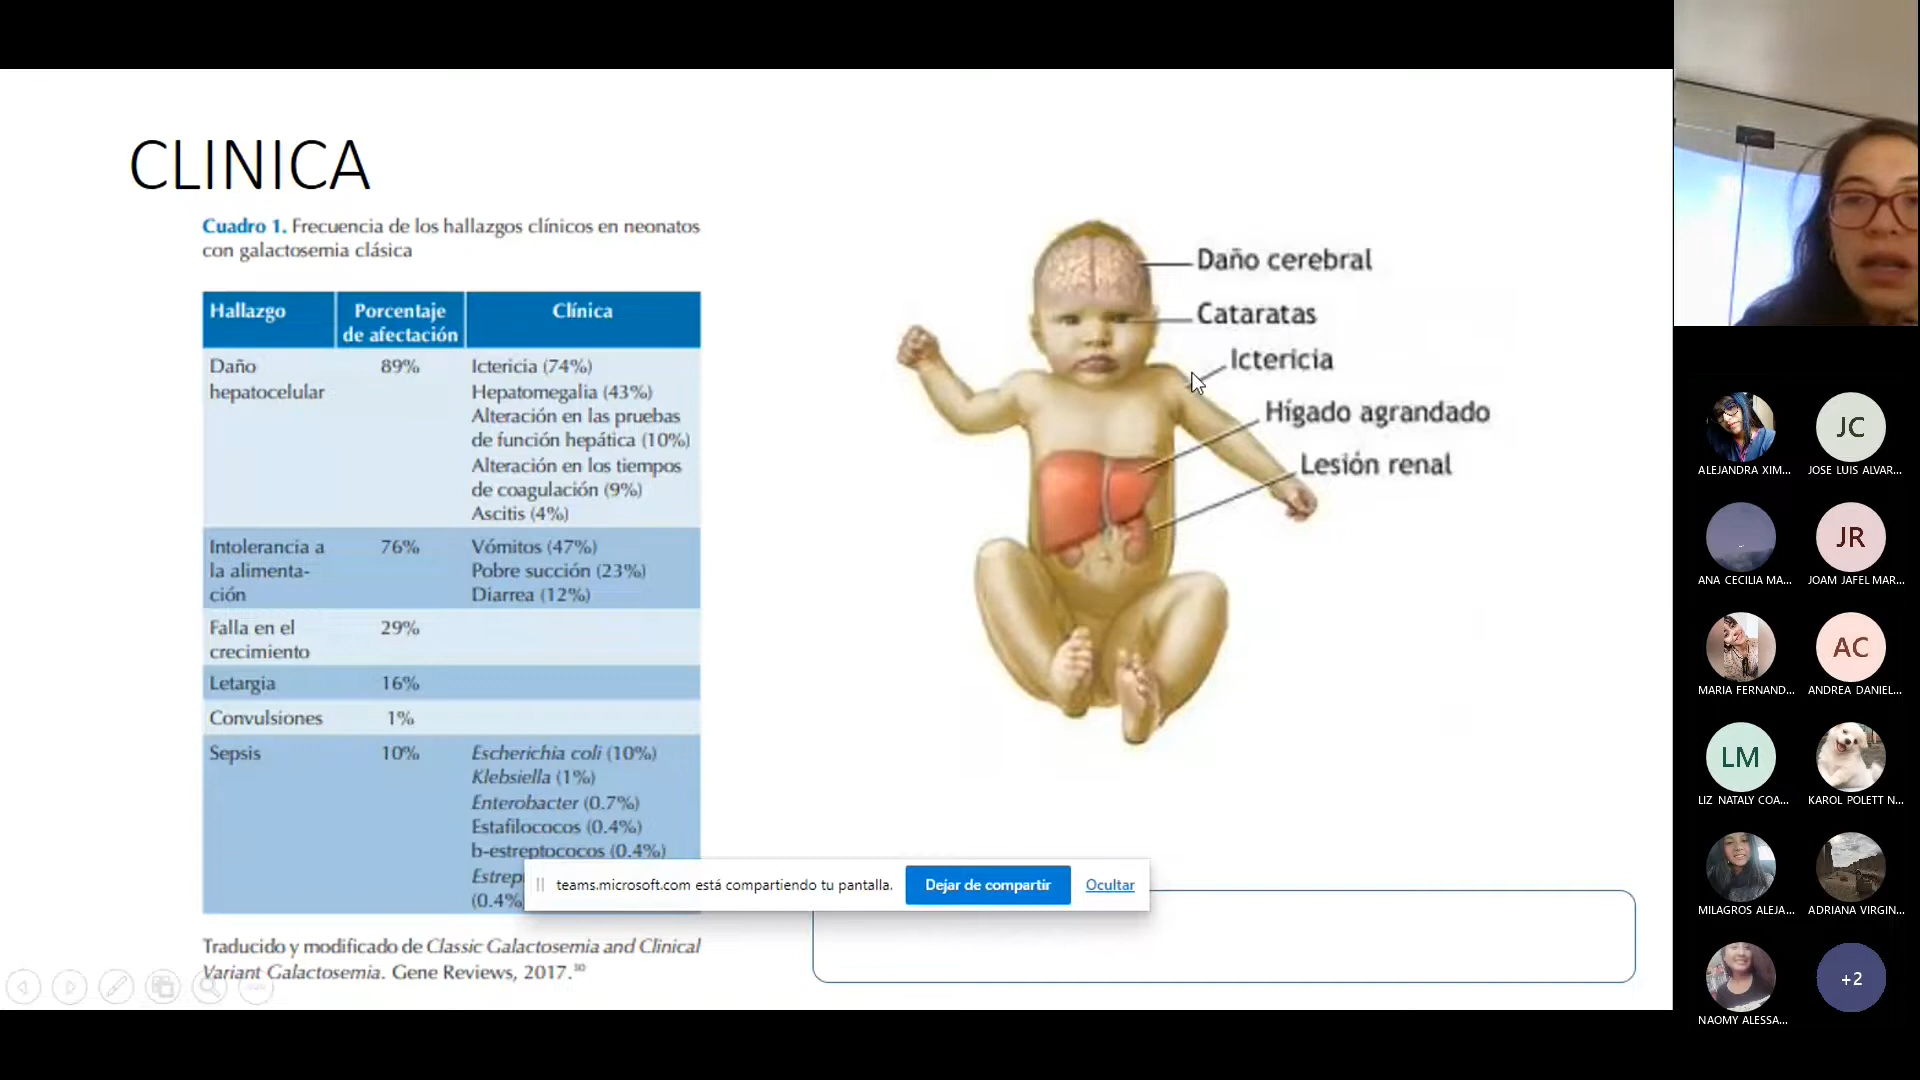 CLINICA
Cuadro 1. Frecuencia de los hallazgos clínicos en neonatos
con galactosemia clásica
Hallazgo
Porcentaje
de afectación
Clínica
Daño
hepatocelular
89%
Ictericia (74%)
Hepatomegalia (43%)
Alteración en las pruebas
de función hepática (10%)
Alteración en los tiempos
de coagulación (9%)
Ascitis (4%)
Intolerancia a
la alimenta-
ción
76%
Vómitos (47%)
Pobre succión (23%)
Diarrea (12%)
Falla en el
crecimiento
29%
Letargia
16%
Convulsiones
1%
Sepsis
10%
Escherichia coli (10%)
Klebsiella (1%)
Enterobacter (0.7%)
Estafilococos (0.4%)
b-estreptococos (0.4%)
Estrep
(0.4%
Traducido y modificado de Classic Galactosemia and Clinical
Variant Galactosemia. Gene Reviews, 2017.³⁰
Daño cerebral
Cataratas
Ictericia
Hígado agrandado
Lesión renal
teams.microsoft.com está compartiendo tu pantalla.
Dejar de compartir
Ocultar
ALEJANDRA XIM...
JC
JOSE LUIS ALVAR...
ANA CECILIA MA...
JR
JOAM JAFEL MAR...
MARIA FERNAND...
AC
ANDREA DANIEL...
LM
LIZ NATALY COA...
KAROL POLETT N...
MILAGROS ALEJA...
ADRIANA VIRGIN...
NAOMY ALESSA...
+2